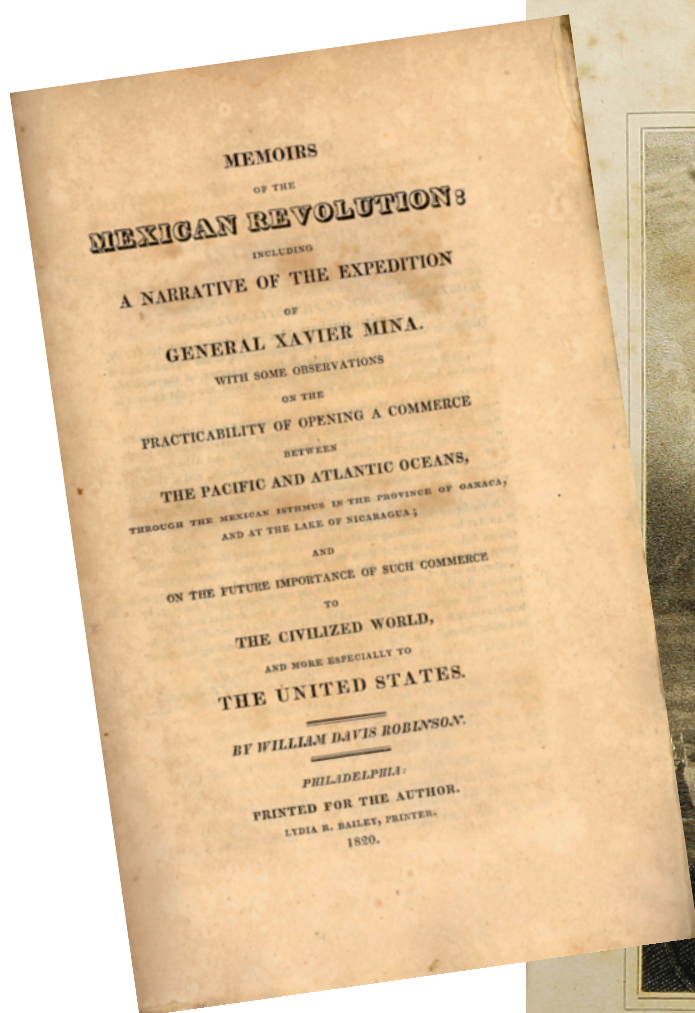 MEMOIRS
OF THE
MEXICAN REVOLUTION:
INCLUDING
A NARRATIVE OF THE EXPEDITION
OF
GENERAL XAVIER MINA.
WITH SOME OBSERVATIONS
ON THE
PRACTICABILITY OF OPENING A COMMERCE
BETWEEN
THE PACIFIC AND ATLANTIC OCEANS,
THROUGH THE MEXICAN ISTHMUS IN THE PROVINCE OF OAXACA,
AND AT THE LAKE OF NICARAGUA;
AND
ON THE FUTURE IMPORTANCE OF SUCH COMMERCE
TO
THE CIVILIZED WORLD,
AND MORE ESPECIALLY TO
THE UNITED STATES.
BY WILLIAM DAVIS ROBINSON.
PHILADELPHIA:
PRINTED FOR THE AUTHOR.
LYDIA R. BAILEY, PRINTER.
1820.